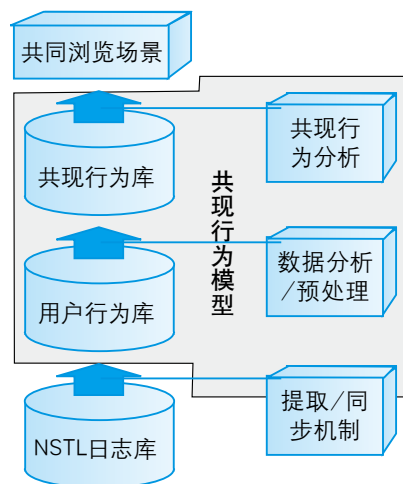 共同浏览场景
共现行
为分析
共现行为库
共现行为模型
数据分析
/预处理
用户行为库
提取/同
步机制
NSTL日志库